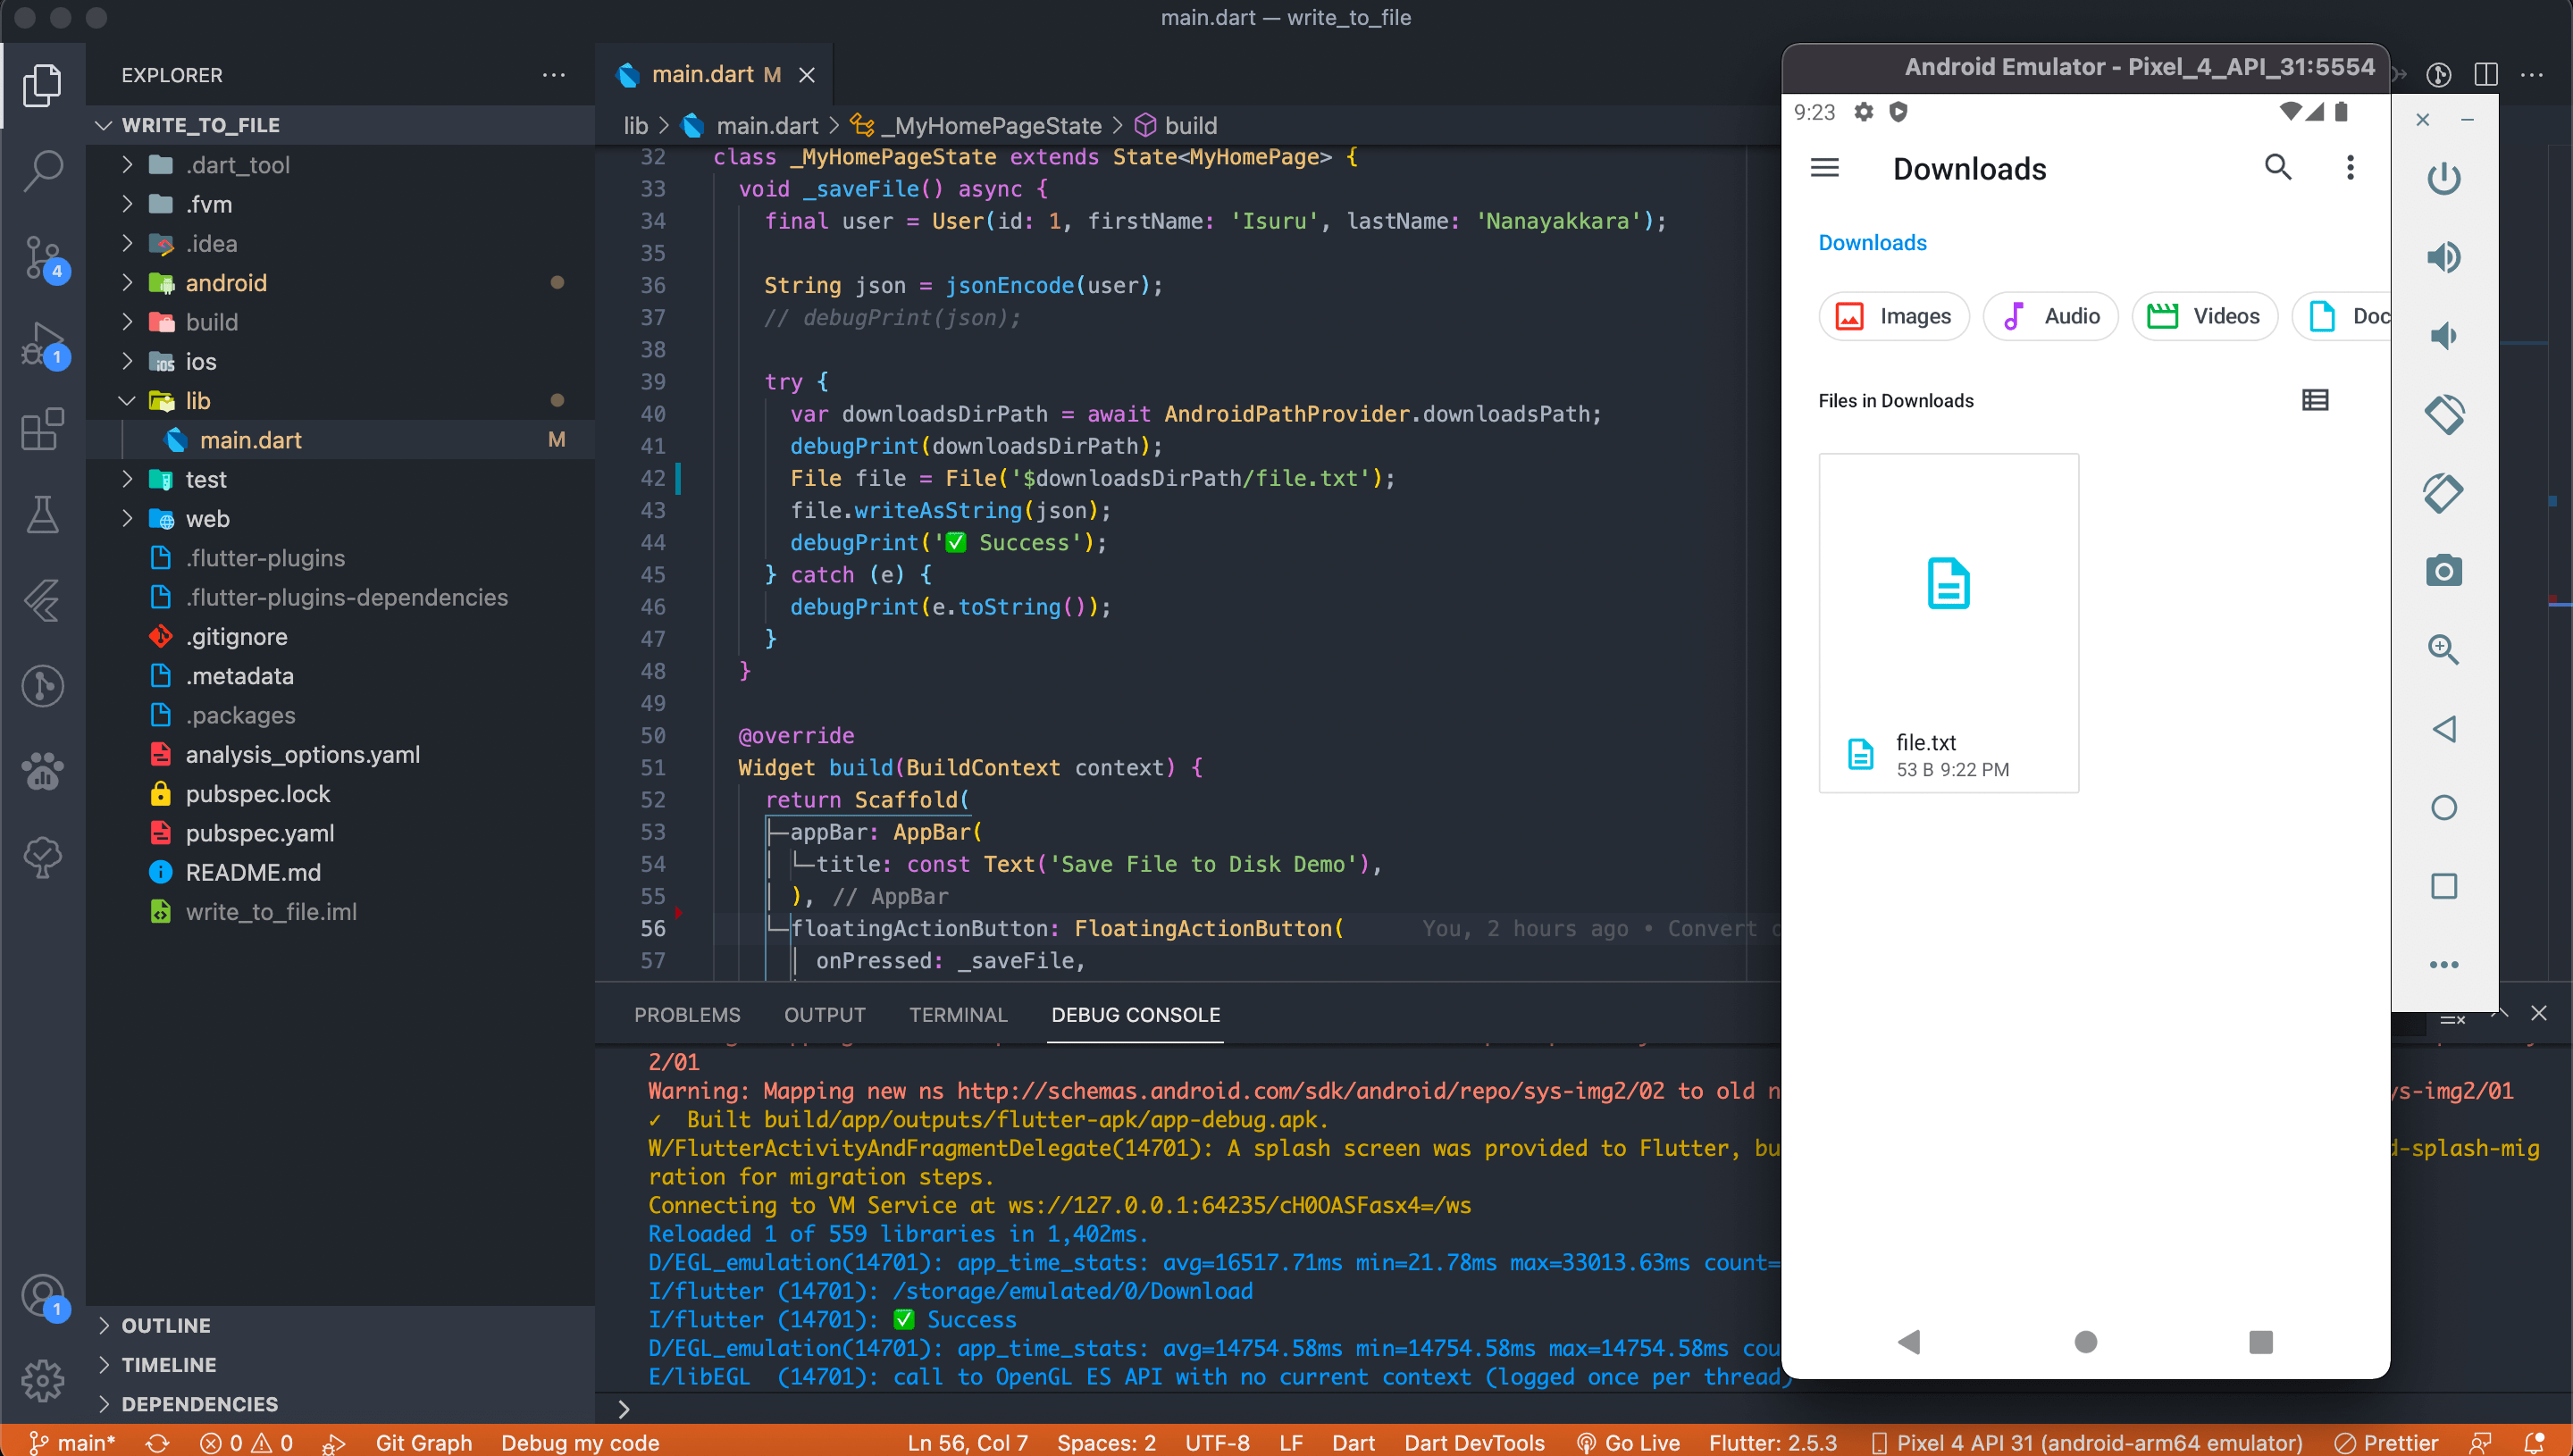 main.dart — write_to_file
EXPLORER
WRITE_TO_FILE
.dart_tool
.fvm
.idea
android
build
ios
lib
main.dart M
test
web
.flutter-plugins
.flutter-plugins-dependencies
.gitignore
.metadata
.packages
analysis_options.yaml
pubspec.lock
pubspec.yaml
README.md
write_to_file.iml
OUTLINE
TIMELINE
DEPENDENCIES
4
1
1
main.dart M
lib > main.dart > _MyHomePageState > build
32 class _MyHomePageState extends State<MyHomePage> {
33 void _saveFile() async {
34 final user = User(id: 1, firstName: 'Isuru', lastName: 'Nanayakkara');
35
36 String json = jsonEncode(user);
37 // debugPrint(json);
38
39 try {
40 var downloadsDirPath = await AndroidPathProvider.downloadsPath;
41 debugPrint(downloadsDirPath);
42 File file = File('$downloadsDirPath/file.txt');
43 file.writeAsString(json);
44 debugPrint('✅ Success');
45 } catch (e) {
46 debugPrint(e.toString());
47 }
48 }
49
50 @override
51 Widget build(BuildContext context) {
52 return Scaffold(
53 appBar: AppBar(
54 title: const Text('Save File to Disk Demo'),
55 ), // AppBar
56 floatingActionButton: FloatingActionButton( You, 2 hours ago • Convert
57 onPressed: _saveFile,
PROBLEMS OUTPUT TERMINAL DEBUG CONSOLE
2/01
Warning: Mapping new ns http://schemas.android.com/sdk/android/repo/sys-img2/02 to old n ys-img2/01
✓ Built build/app/outputs/flutter-apk/app-debug.apk.
W/FlutterActivityAndFragmentDelegate(14701): A splash screen was provided to Flutter, bu d-splash-mig
ration for migration steps.
Connecting to VM Service at ws://127.0.0.1:64235/cH0OASFasx4=/ws
Reloaded 1 of 559 libraries in 1,402ms.
D/EGL_emulation(14701): app_time_stats: avg=16517.71ms min=21.78ms max=33013.63ms count=
I/flutter (14701): /storage/emulated/0/Download
I/flutter (14701): ✅ Success
D/EGL_emulation(14701): app_time_stats: avg=14754.58ms min=14754.58ms max=14754.58ms cou
E/libEGL (14701): call to OpenGL ES API with no current context (logged once per thread)
Android Emulator - Pixel_4_API_31:5554
9:23
Downloads
Downloads
Images Audio Videos Doc
Files in Downloads
file.txt
53 B 9:22 PM
main* 0 0 Git Graph Debug my code Ln 56, Col 7 Spaces: 2 UTF-8 LF Dart Dart DevTools Go Live Flutter: 2.5.3 Pixel 4 API 31 (android-arm64 emulator) Prettier